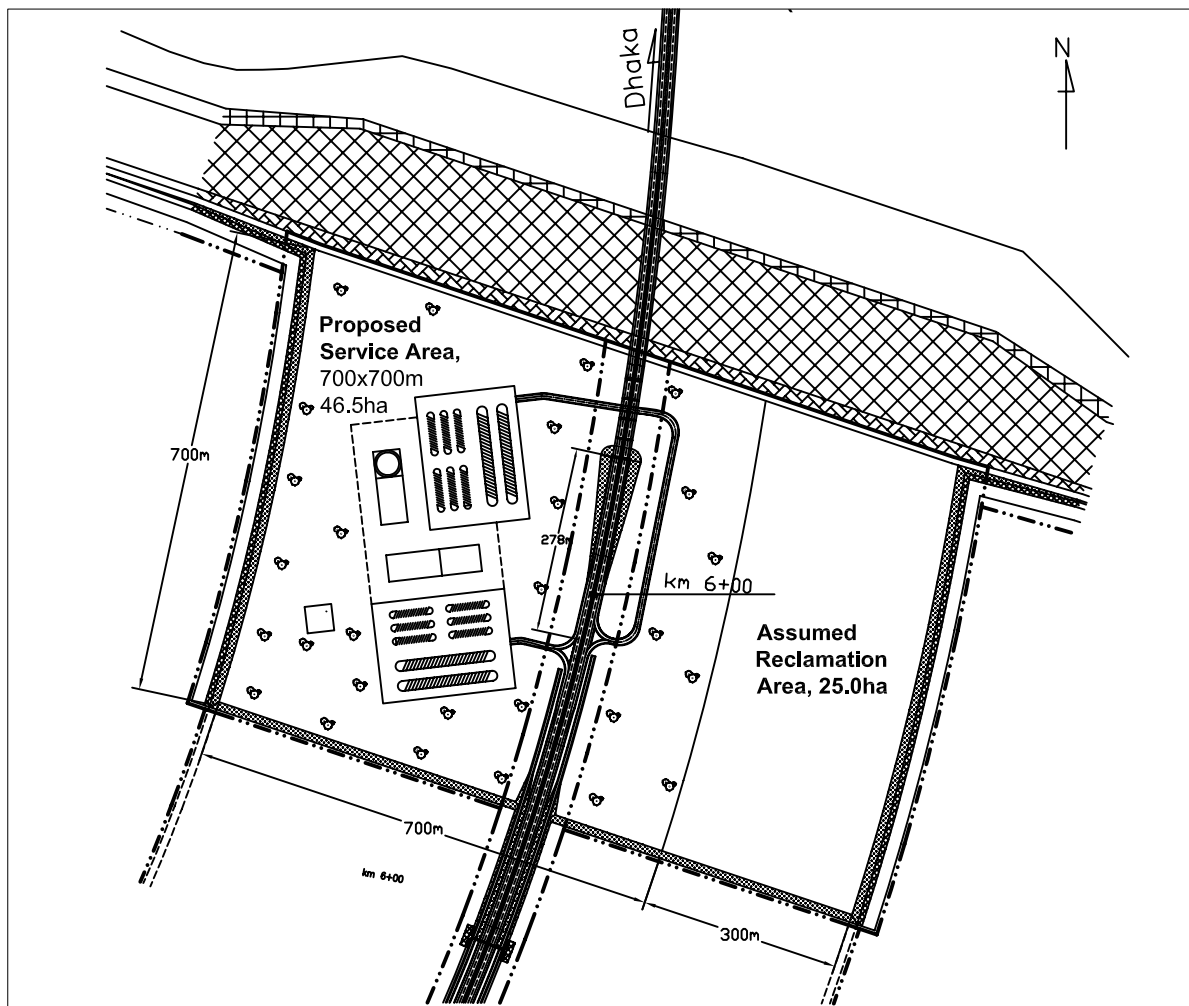 Dhaka
N
Proposed
Service Area,
700x700m
46.5ha
700m
278m
km 6+00
Assumed
Reclamation
Area, 25.0ha
700m
km 6+00
300m